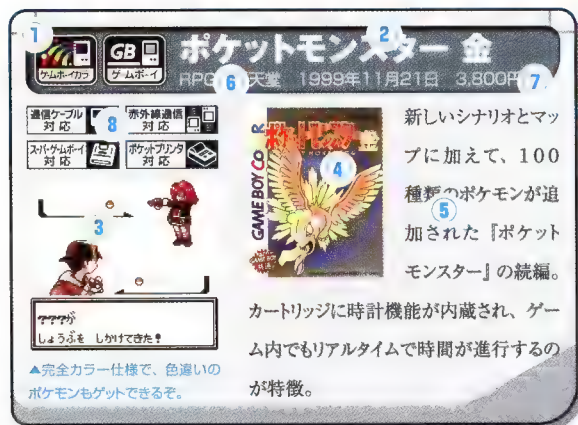 1
2
ゲームボーイカラー
GB
ゲームボーイ
ポケットモンスター 金
RPG 6 天堂 1999年11月21日 3,800円 7
通信ケーブル
対応
8
赤外線通信
対応
スーパーゲームボーイ
対応
ポケットプリンタ
対応
3
しょうぶを しかけてきた！
▲完全カラー仕様で、色違いの
ポケモンもゲットできるぞ。
GAME BOY CO R
4
5
新しいシナリオとマッ
プに加えて、100
種類のポケモンが追
加された『ポケット
モンスター』の続編。
カートリッジに時計機能が内蔵され、ゲー
ム内でもリアルタイムで時間が進行するの
が特徴。